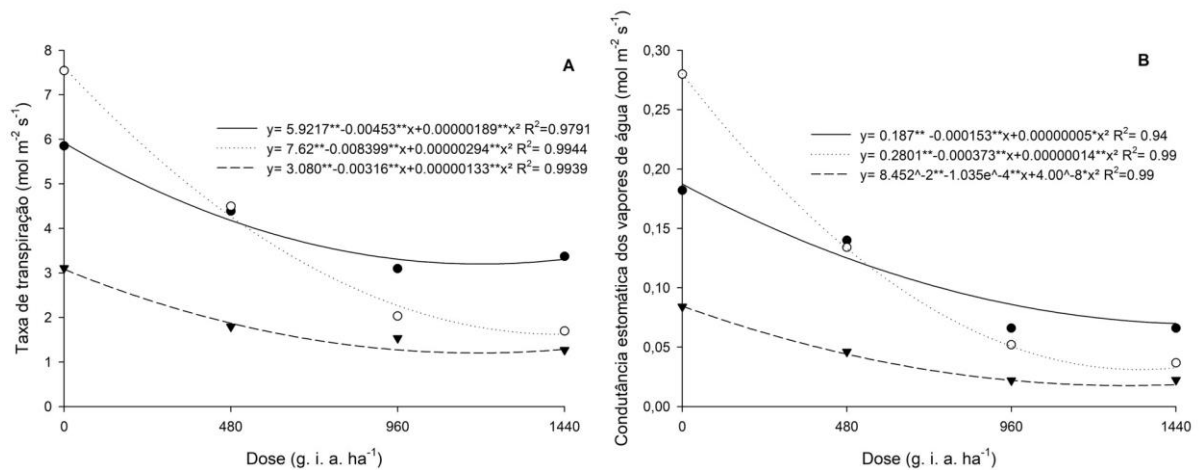 A
Taxa de transpiração (mol m⁻² s⁻¹)
8
7
6
5
4
3
2
1
0
y= 5.9217**-0.00453**x+0.00000189**x² R²=0.9791
y= 7.62**-0.008399**x+0.00000294**x² R²= 0.9944
y= 3.080**-0.00316**x+0.00000133**x² R²= 0.9939
0 480 960 1440
Dose (g. i. a. ha⁻¹)
B
Condutância estomática dos vapores de água (mol m⁻² s⁻¹)
0,30
0,25
0,20
0,15
0,10
0,05
0,00
y= 0.187** -0.000153**x+0.00000005*x² R²= 0.94
y= 0.2801**-0.000373**x+0.00000014**x² R²= 0.99
y= 8.452^-2**-1.035e^-4**x+4.00^-8*x² R²=0.99
0 480 960 1440
Dose (g. i. a. ha⁻¹)